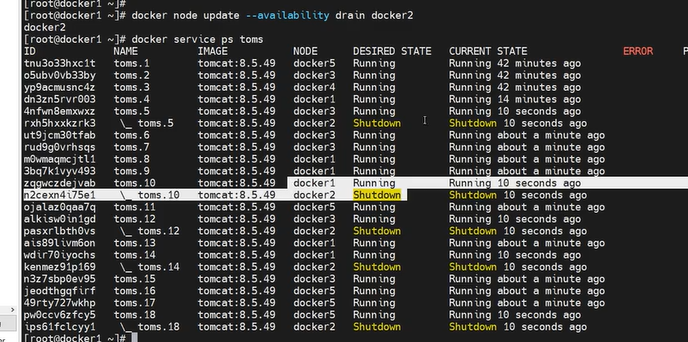 [root@docker1 ~]#
[root@docker1 ~]# docker node update --availability drain docker2
docker2
[root@docker1 ~]# docker service ps toms
ID NAME IMAGE NODE DESIRED STATE CURRENT STATE ERROR P
tnu3o33hxc1t toms.1 tomcat:8.5.49 docker5 Running Running 42 minutes ago
o5ubv0vb33by toms.2 tomcat:8.5.49 docker3 Running Running 42 minutes ago
yp9acmusnc4z toms.3 tomcat:8.5.49 docker4 Running Running 42 minutes ago
dn3zn5rvr003 toms.4 tomcat:8.5.49 docker1 Running Running 14 minutes ago
4nfwn8emxwxz toms.5 tomcat:8.5.49 docker3 Running Running 10 seconds ago
rxh5hxxkzrk3 \_ toms.5 tomcat:8.5.49 docker2 Shutdown Shutdown 10 seconds ago
ut9jcm30tfab toms.6 tomcat:8.5.49 docker3 Running Running about a minute ago
rud9g0vrhsqs toms.7 tomcat:8.5.49 docker3 Running Running about a minute ago
m0wmaqmcjtl1 toms.8 tomcat:8.5.49 docker1 Running Running about a minute ago
3bq7k1vyv493 toms.9 tomcat:8.5.49 docker1 Running Running about a minute ago
zqgwczdejvab toms.10 tomcat:8.5.49 docker1 Running Running 10 seconds ago
n2cexn4i75e1 \_ toms.10 tomcat:8.5.49 docker2 Shutdown Shutdown 10 seconds ago
ojalaz0qaa7q toms.11 tomcat:8.5.49 docker5 Running Running about a minute ago
alkisw0in1gd toms.12 tomcat:8.5.49 docker3 Running Running 10 seconds ago
pasxrlbth0vs \_ toms.12 tomcat:8.5.49 docker2 Shutdown Shutdown 10 seconds ago
ais89livm6on toms.13 tomcat:8.5.49 docker1 Running Running about a minute ago
wdir70iyochs toms.14 tomcat:8.5.49 docker1 Running Running 10 seconds ago
kenmez91p169 \_ toms.14 tomcat:8.5.49 docker2 Shutdown Shutdown 10 seconds ago
n3z7sbp0ev95 toms.15 tomcat:8.5.49 docker3 Running Running about a minute ago
jeodthgqfirf toms.16 tomcat:8.5.49 docker5 Running Running about a minute ago
49rty727wkhp toms.17 tomcat:8.5.49 docker5 Running Running about a minute ago
pw0ccv6zfcy5 toms.18 tomcat:8.5.49 docker5 Running Running 10 seconds ago
ips61fclcyy1 \_ toms.18 tomcat:8.5.49 docker2 Shutdown Shutdown 10 seconds ago
[root@docker1 ~]#